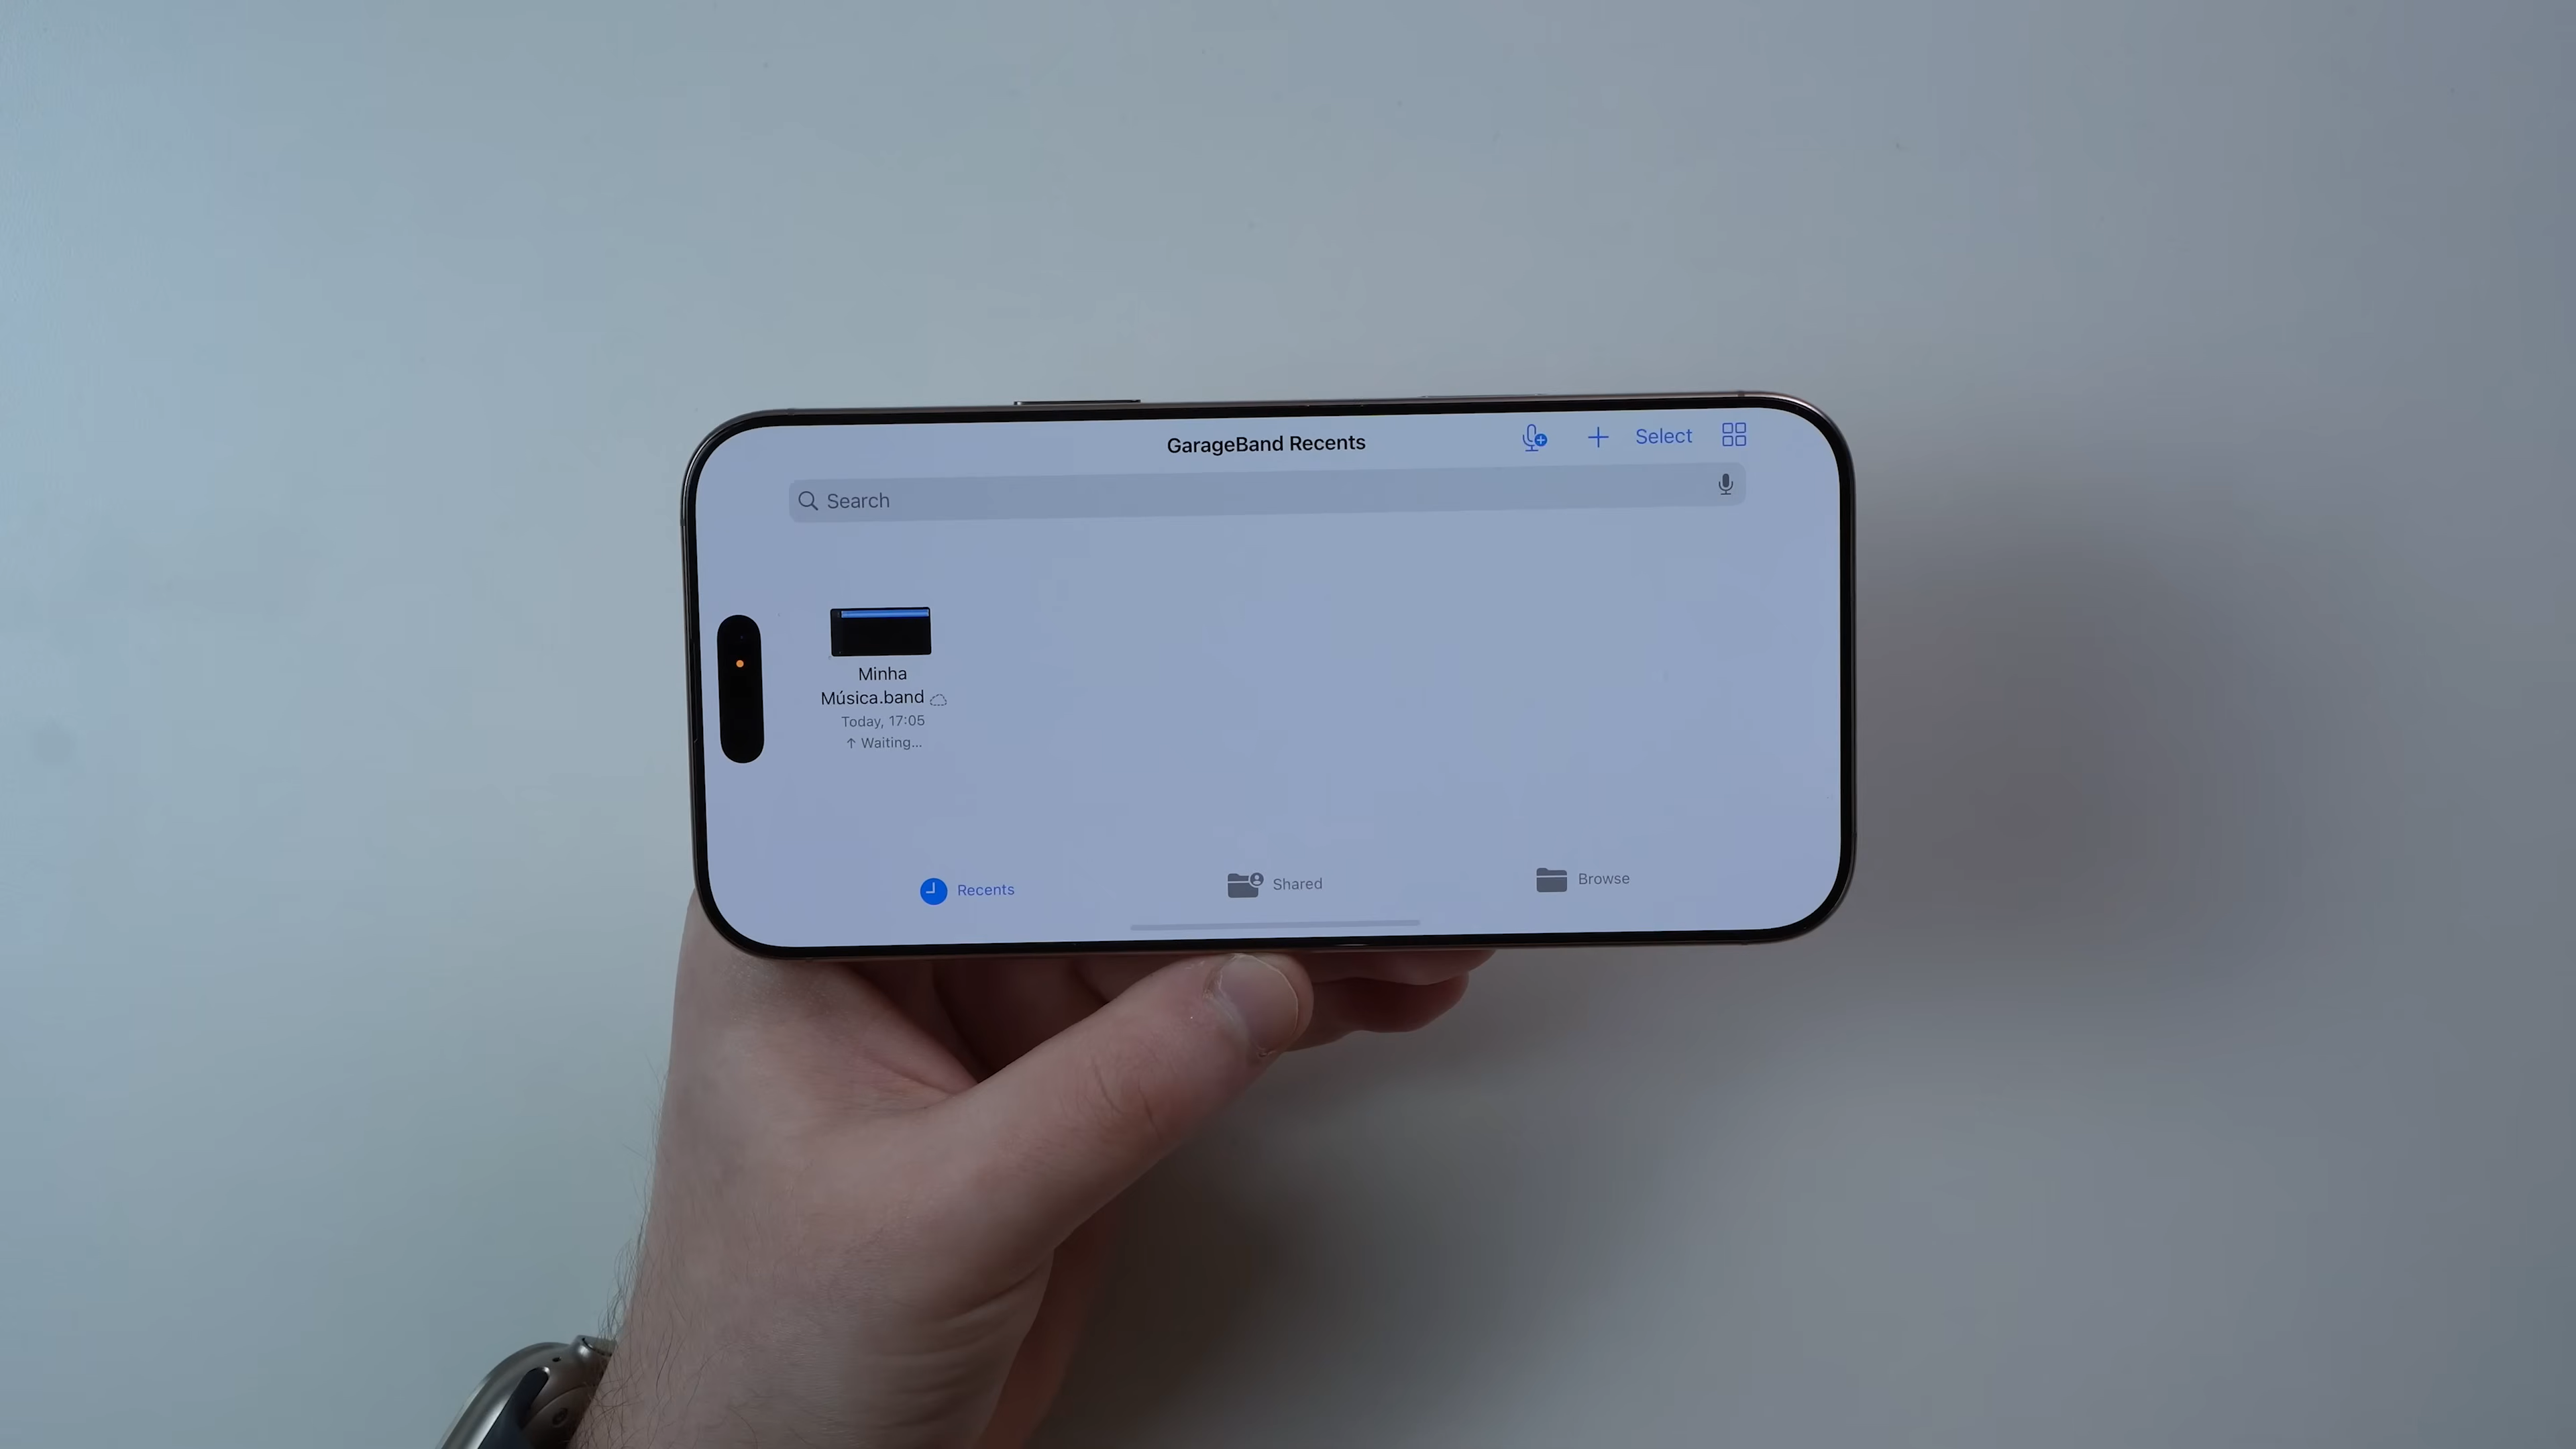 GarageBand Recents
Select
Search
Minha
Música.band
Today, 17:05
↑ Waiting...
Recents
Shared
Browse